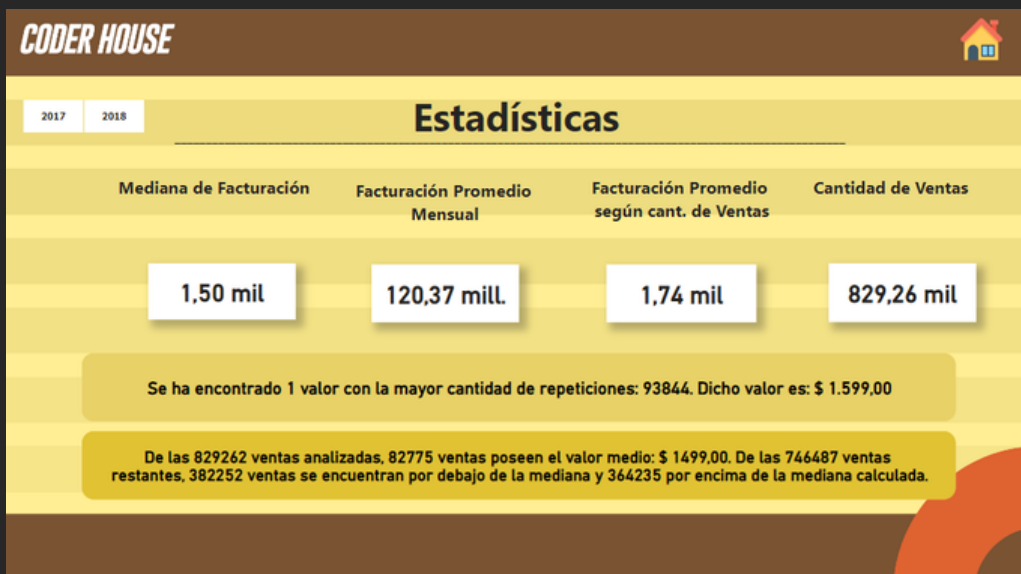 CODER HOUSE
2017 2018
Estadísticas
Mediana de Facturación
Facturación Promedio
Mensual
Facturación Promedio
según cant. de Ventas
Cantidad de Ventas
1,50 mil
120,37 mill.
1,74 mil
829,26 mil
Se ha encontrado 1 valor con la mayor cantidad de repeticiones: 93844. Dicho valor es: $ 1.599,00
De las 829262 ventas analizadas, 82775 poseen el valor medio: $ 1499,00. De las 746487 ventas
restantes, 382252 ventas se encuentran por debajo de la mediana y 364235 por encima de la mediana calculada.